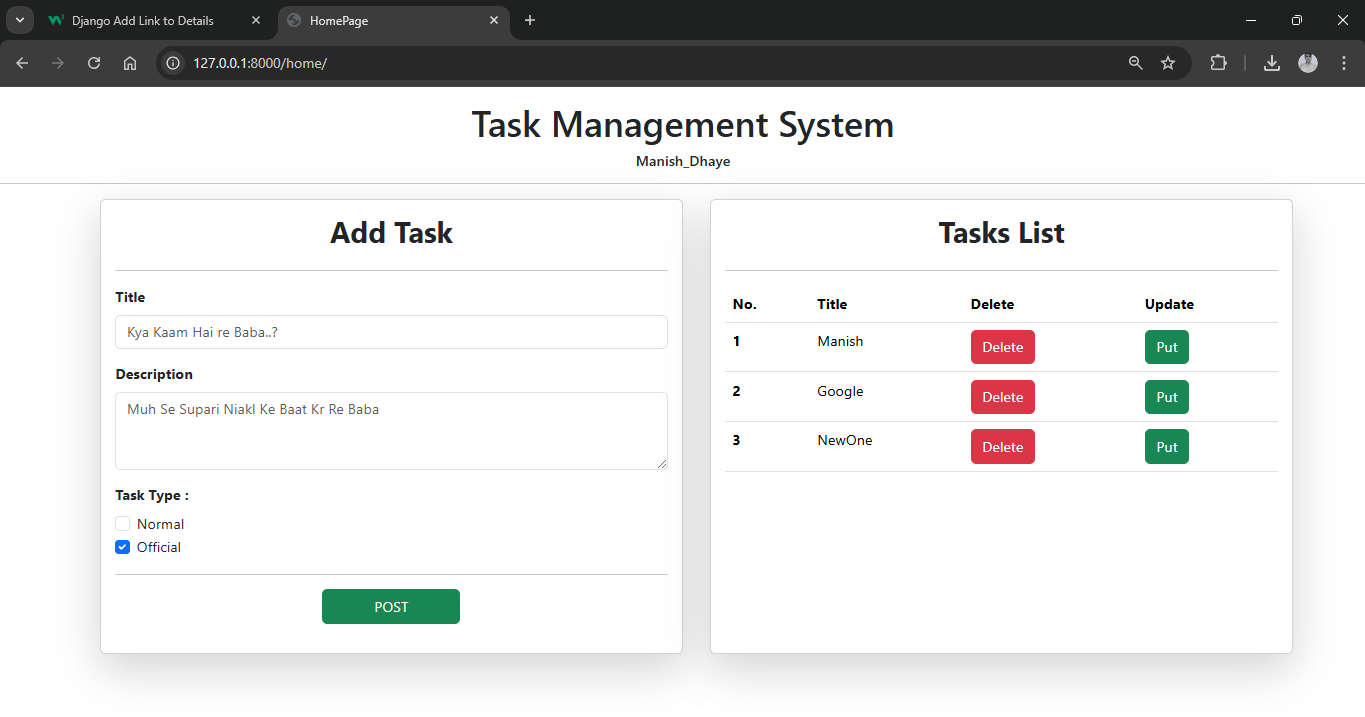 Django Add Link to Details
HomePage
127.0.0.1:8000/home/
Task Management System
Manish_Dhaye
Add Task
Title
Kya Kaam Hai re Baba..?
Description
Muh Se Supari Niakl Ke Baat Kr Re Baba
Task Type :
Normal
Official
POST
Tasks List
No. Title Delete Update
1 Manish Delete Put
2 Google Delete Put
3 NewOne Delete Put